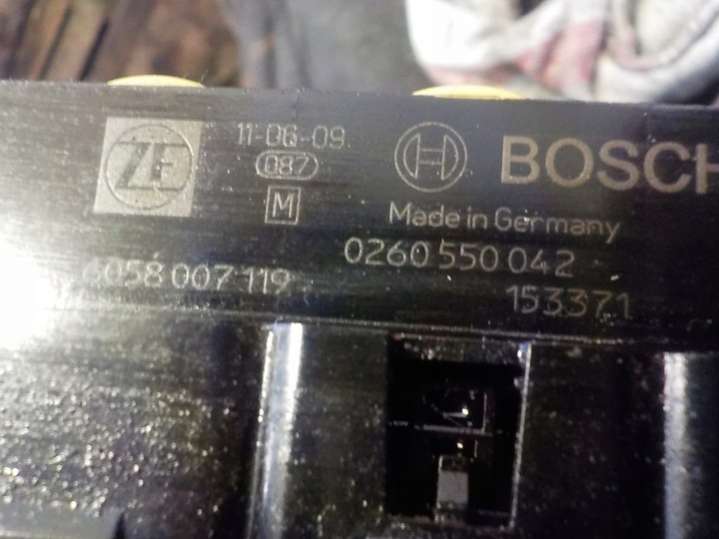 ZF
11-06-09
087
M
6058 007 119
BOSCH
Made in Germany
0260 550 042
153371